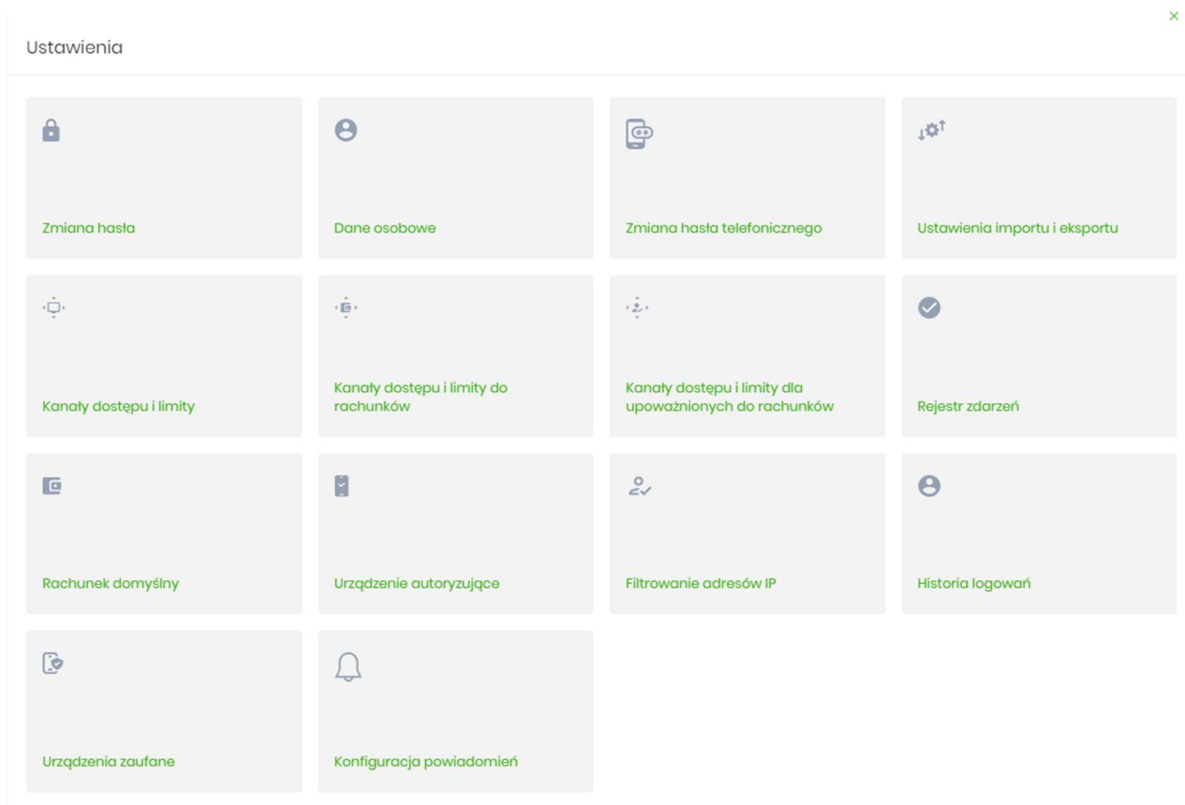 Ustawienia
Zmiana hasła
Dane osobowe
Zmiana hasła telefonicznego
Ustawienia importu i eksportu
Kanały dostępu i limity
Kanały dostępu i limity do
rachunków
Kanały dostępu i limity dla
upoważnionych do rachunków
Rejestr zdarzeń
Rachunek domyślny
Urządzenie autoryzujące
Filtrowanie adresów IP
Historia logowań
Urządzenia zaufane
Konfiguracja powiadomień